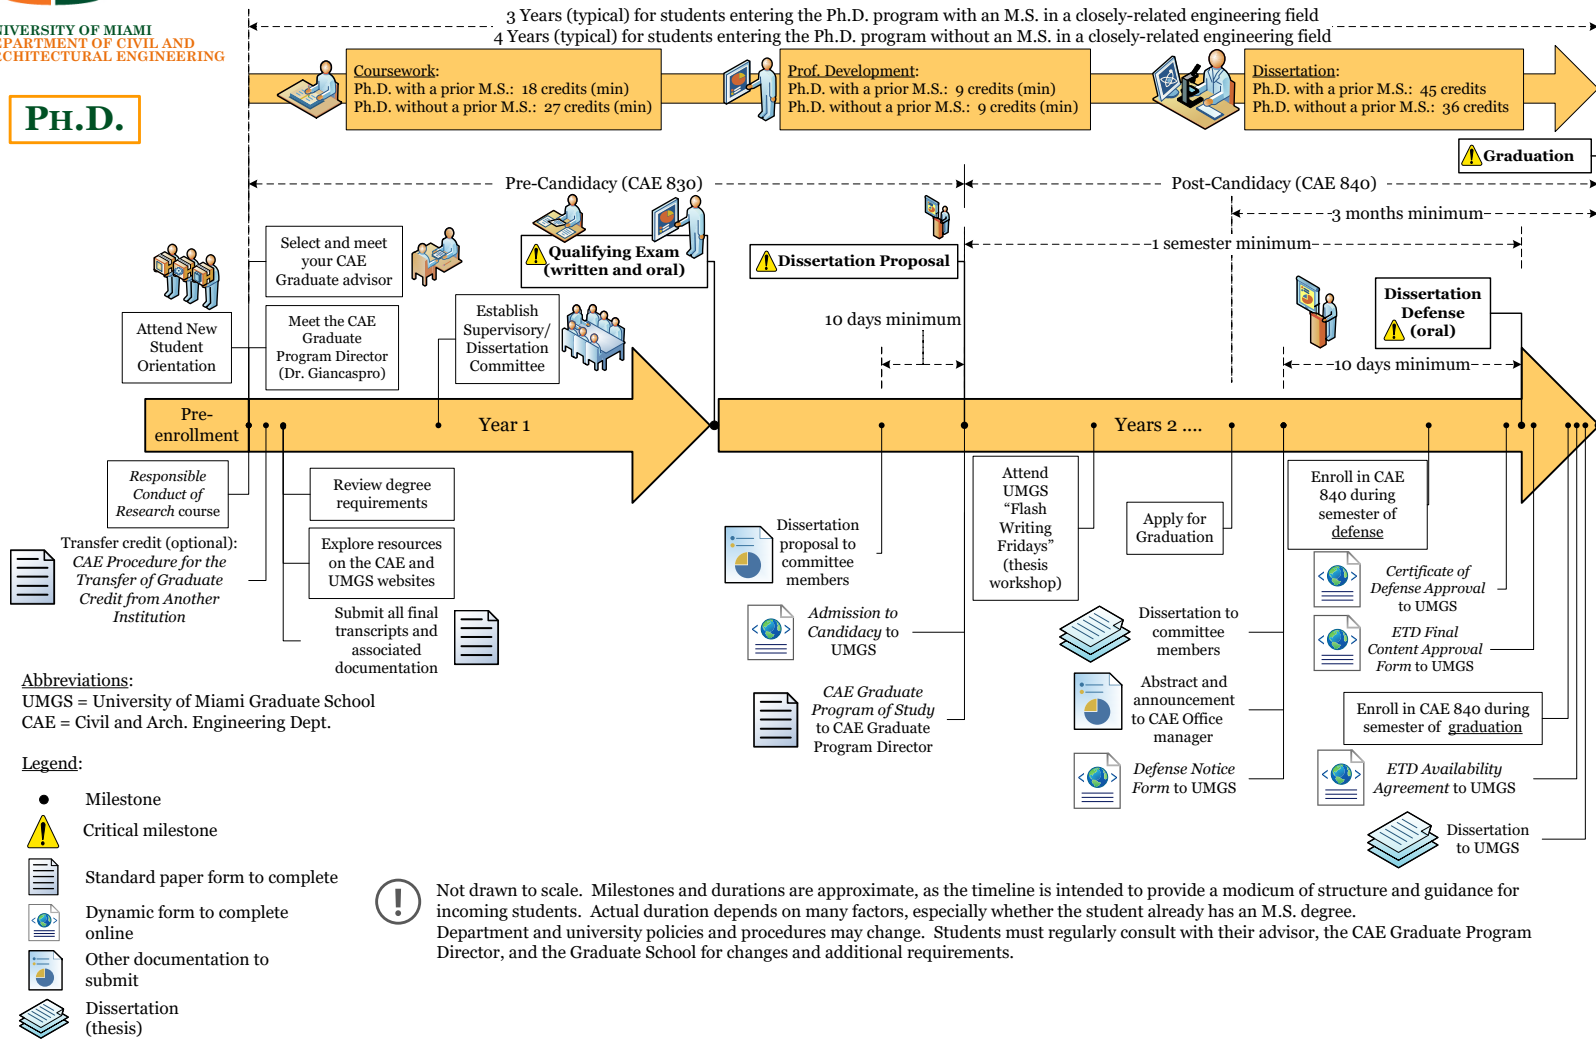 3 Years (typical) for students entering the Ph.D. program with an M.S. in a closely-related engineering field
4 Years (typical) for students entering the Ph.D. program without an M.S. in a closely-related engineering field
UNIVERSITY OF MIAMI
DEPARTMENT OF CIVIL AND
ARCHITECTURAL ENGINEERING
PH.D.
Coursework:
Ph.D. with a prior M.S.: 18 credits (min)
Ph.D. without a prior M.S.: 27 credits (min)
Prof. Development:
Ph.D. with a prior M.S.: 9 credits (min)
Ph.D. without a prior M.S.: 9 credits (min)
Dissertation:
Ph.D. with a prior M.S.: 45 credits
Ph.D. without a prior M.S.: 36 credits
Graduation
Pre-Candidacy (CAE 830)
Post-Candidacy (CAE 840)
3 months minimum
1 semester minimum
Select and meet
your CAE
Graduate advisor
Qualifying Exam
(written and oral)
Dissertation Proposal
Attend New
Student
Orientation
Meet the CAE
Graduate
Program Director
(Dr. Giancaspro)
Establish
Supervisory/
Dissertation
Committee
10 days minimum
Dissertation
Defense
(oral)
10 days minimum
Pre-
enrollment
Year 1
Years 2 ....
Responsible
Conduct of
Research course
Review degree
requirements
Transfer credit (optional):
CAE Procedure for the
Transfer of Graduate
Credit from Another
Institution
Explore resources
on the CAE and
UMGS websites
Submit all final
transcripts and
associated
documentation
Dissertation
proposal to
committee
members
Admission to
Candidacy to
UMGS
CAE Graduate
Program of Study
to CAE Graduate
Program Director
Attend
UMGS
“Flash
Writing
Fridays”
(thesis
workshop)
Apply for
Graduation
Dissertation to
committee
members
Abstract and
announcement
to CAE Office
manager
Defense Notice
Form to UMGS
Enroll in CAE
840 during
semester of
defense
Certificate of
Defense Approval
to UMGS
ETD Final
Content Approval
Form to UMGS
Enroll in CAE 840 during
semester of graduation
ETD Availability
Agreement to UMGS
Dissertation
to UMGS
Abbreviations:
UMGS = University of Miami Graduate School
CAE = Civil and Arch. Engineering Dept.
Legend:
Milestone
Critical milestone
Standard paper form to complete
Dynamic form to complete
online
Other documentation to
submit
Dissertation
(thesis)
Not drawn to scale. Milestones and durations are approximate, as the timeline is intended to provide a modicum of structure and guidance for
incoming students. Actual duration depends on many factors, especially whether the student already has an M.S. degree.
Department and university policies and procedures may change. Students must regularly consult with their advisor, the CAE Graduate Program
Director, and the Graduate School for changes and additional requirements.